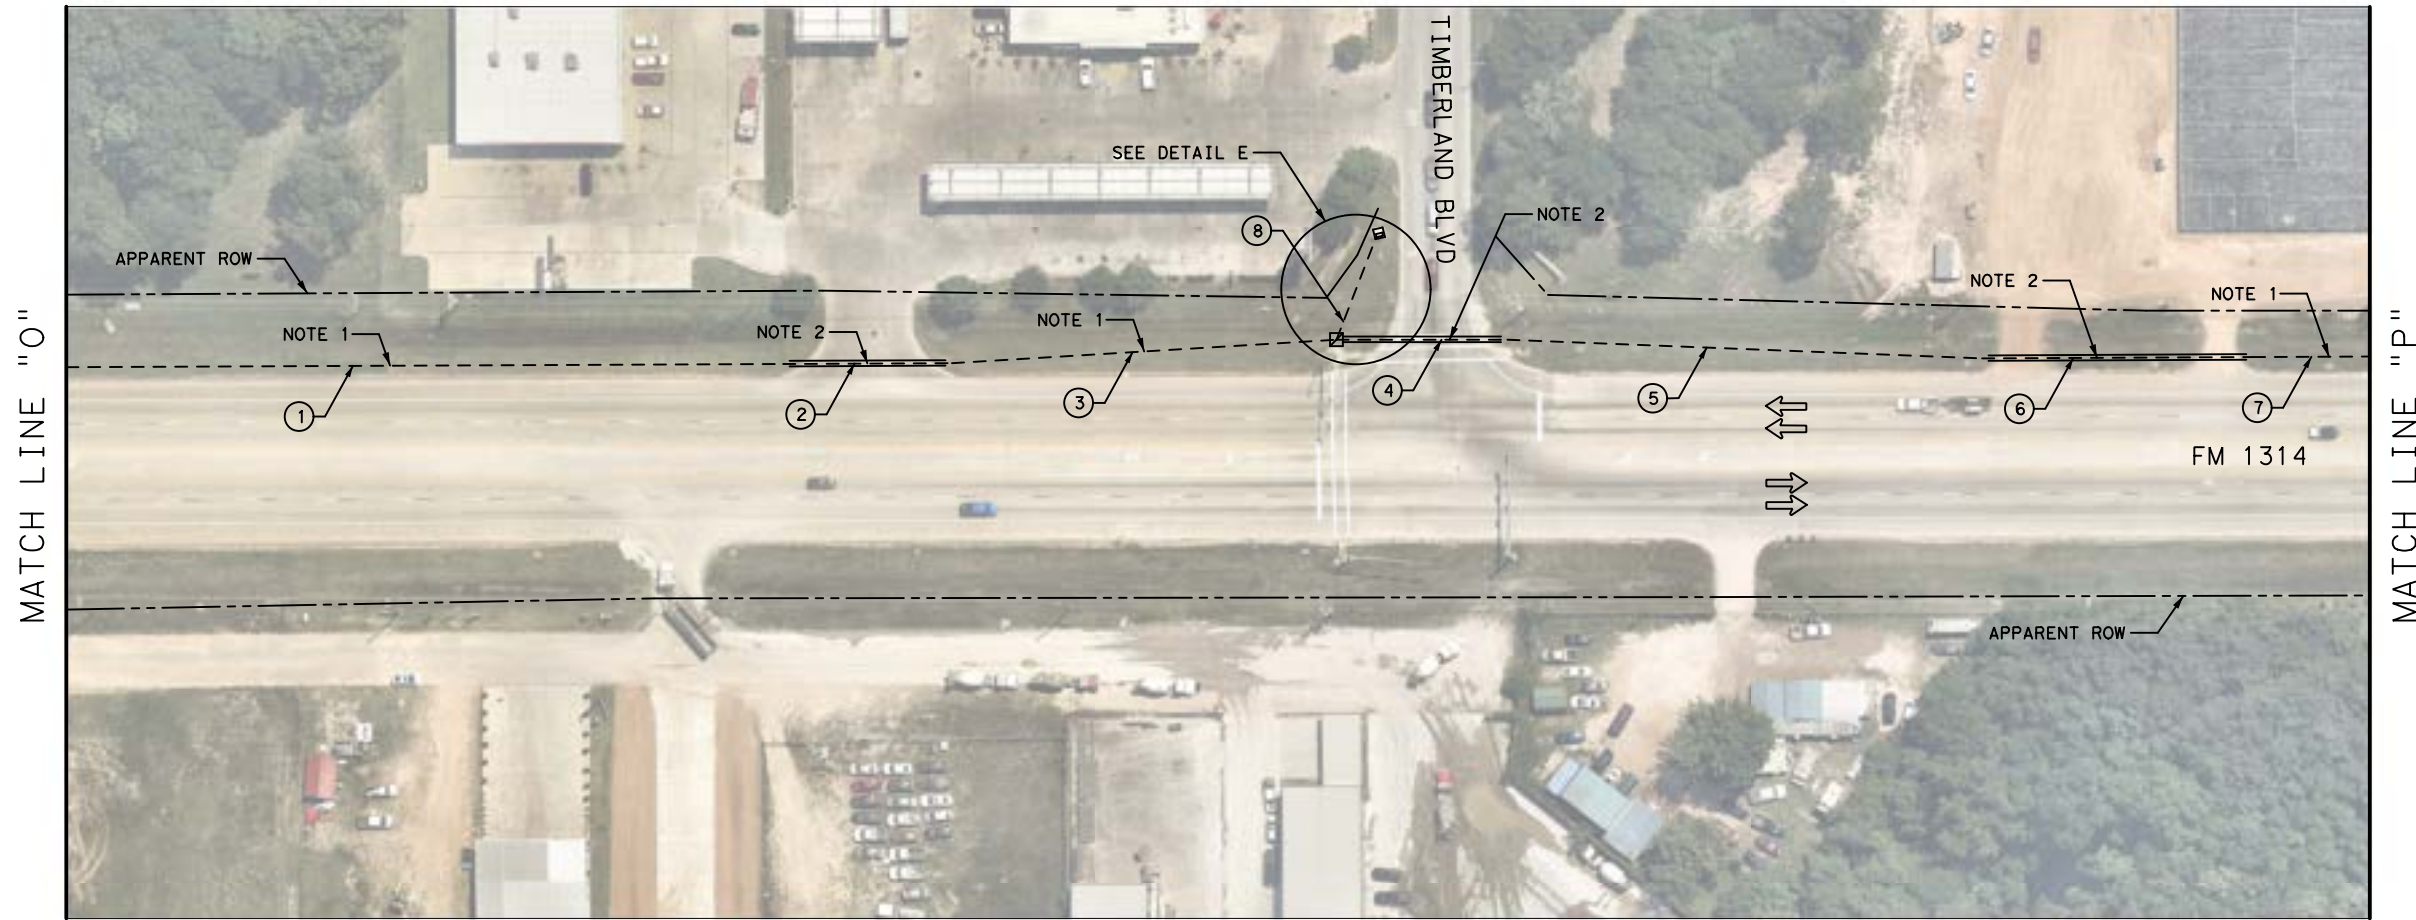 TIMBERLAND BLVD
SEE DETAIL E
8
NOTE 2
APPARENT ROW
NOTE 2
NOTE 1
NOTE 1
NOTE 2
NOTE 1
1
2
3
4
5
6
7
FM 1314
MATCH LINE "O"
MATCH LINE "P"
APPARENT ROW